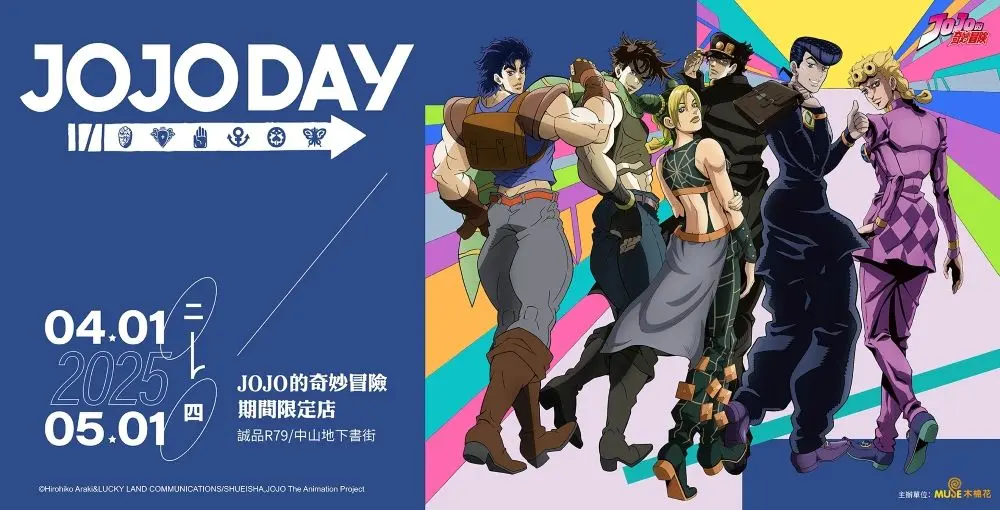 JOJO DAY
JOJO的
奇妙冒險
04.01 二
2025
05.01 四
JOJO的奇妙冒險
期間限定店
誠品R79/中山地下書街
©Hirohiko Araki&LUCKY LAND COMMUNICATIONS/SHUEISHA,JOJO The Animation Project
主辦單位: MUSE木棉花